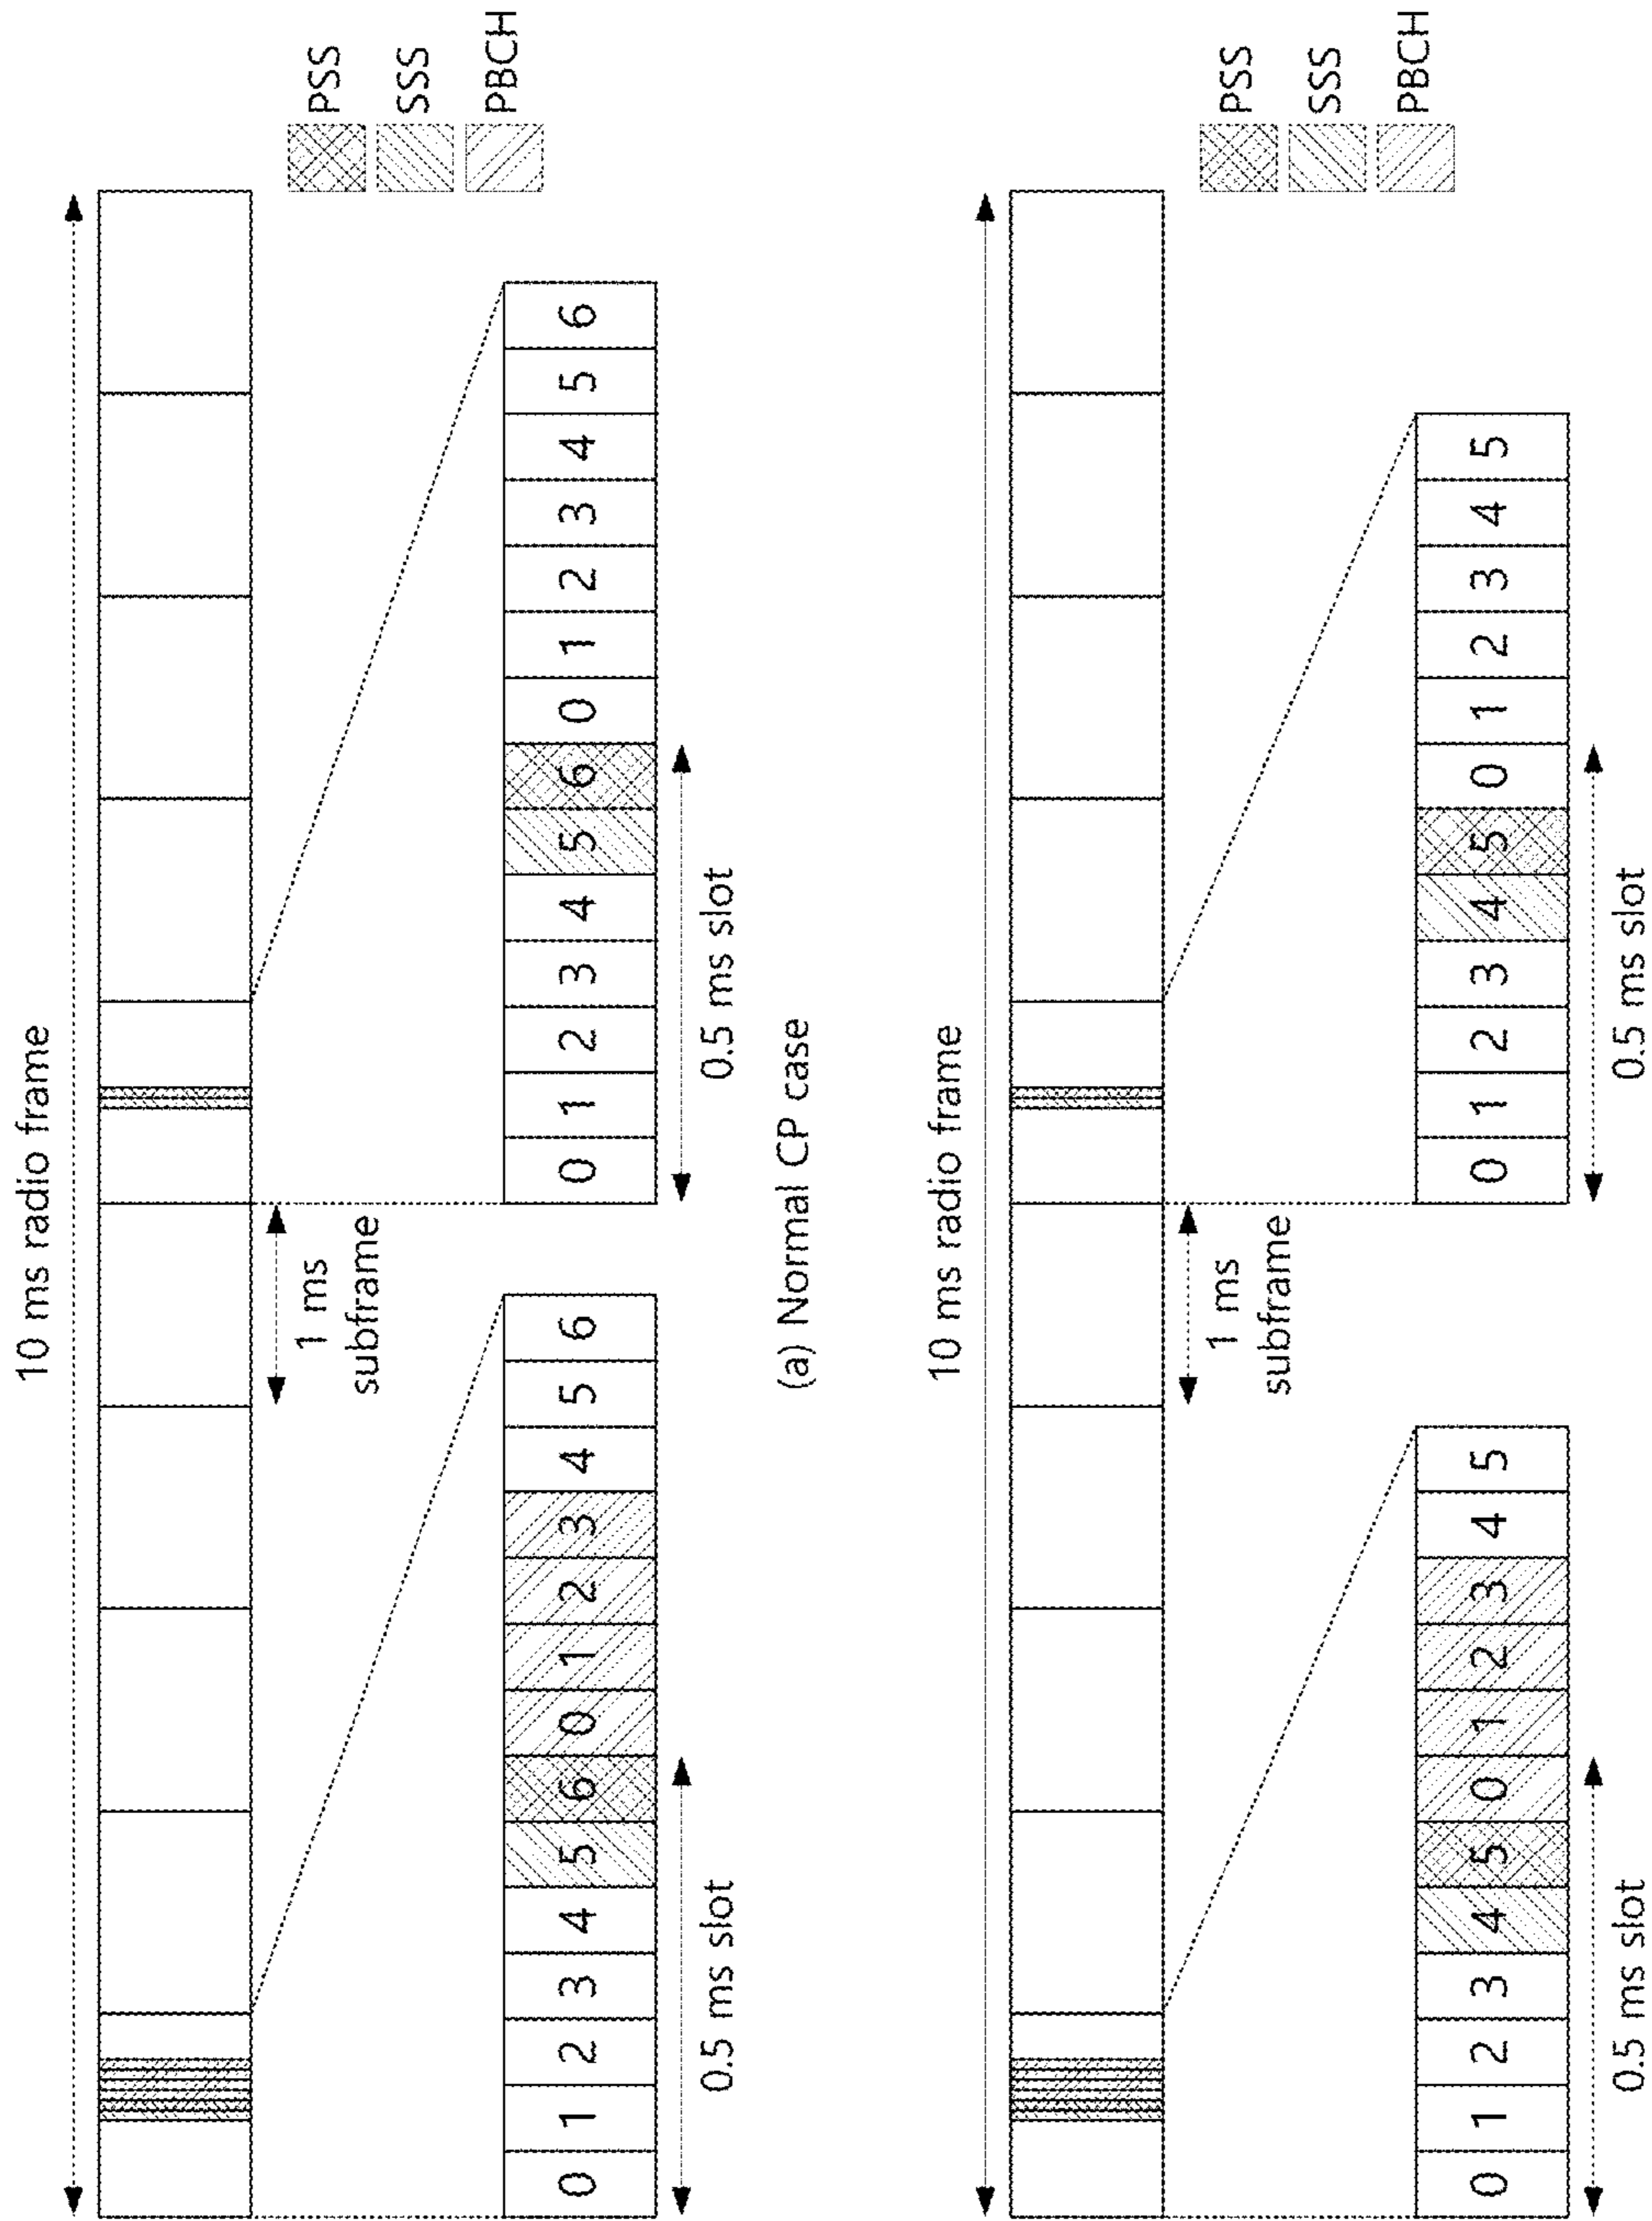 10 ms radio frame
PSS
SSS
PBCH
1 ms
subframe
0 1 2 3 4 5 6 0 1 2 3 4 5 6
0 1 2 3 4 5 6 0 1 2 3 4 5 6
0.5 ms slot
0.5 ms slot
(a) Normal CP case
10 ms radio frame
PSS
SSS
PBCH
1 ms
subframe
0 1 2 3 4 5 0 1 2 3 4 5
0 1 2 3 4 5 0 1 2 3 4 5
0.5 ms slot
0.5 ms slot